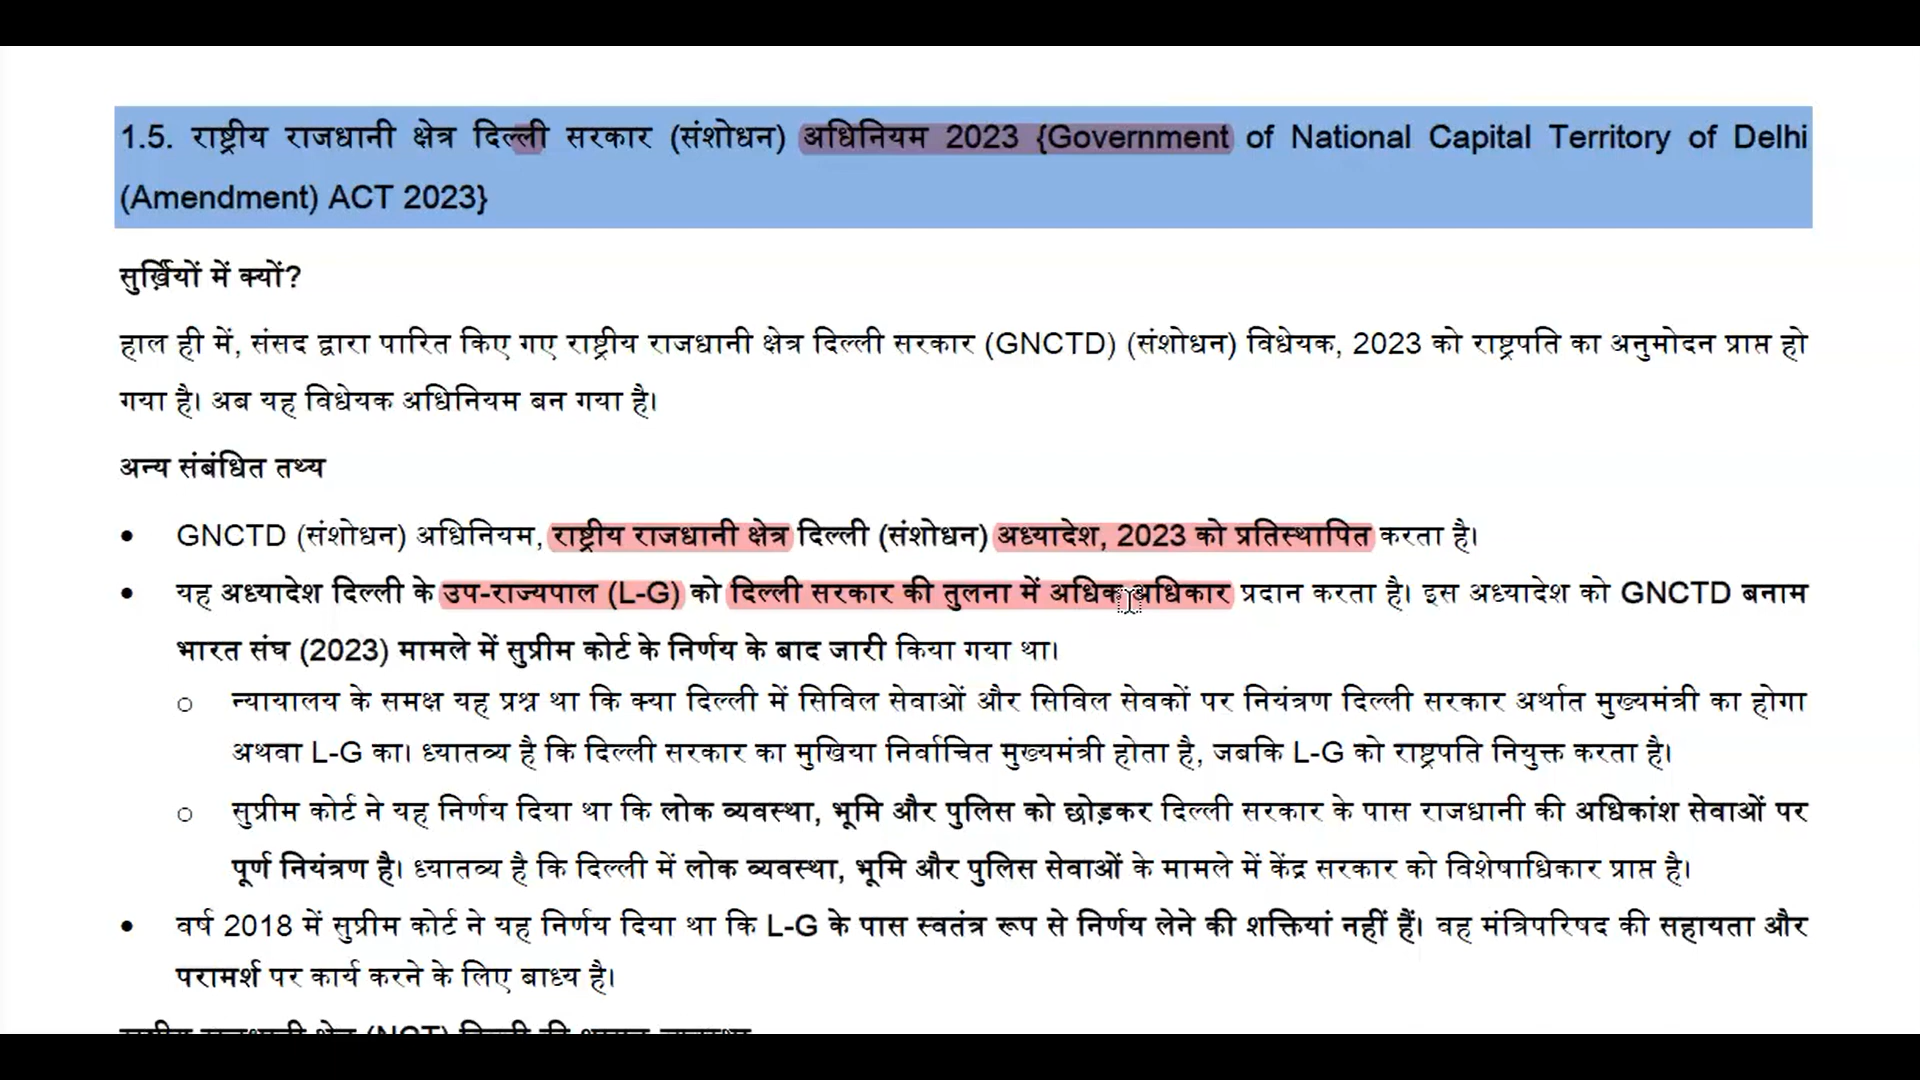 1.5. राष्ट्रीय राजधानी क्षेत्र दिल्ली सरकार (संशोधन) अधिनियम 2023 {Government of National Capital Territory of Delhi
(Amendment) ACT 2023}
सुर्ख़ियों में क्यों?
हाल ही में, संसद द्वारा पारित किए गए राष्ट्रीय राजधानी क्षेत्र दिल्ली सरकार (GNCTD) (संशोधन) विधेयक, 2023 को राष्ट्रपति का अनुमोदन प्राप्त हो
गया है। अब यह विधेयक अधिनियम बन गया है।
अन्य संबंधित तथ्य
• GNCTD (संशोधन) अधिनियम, राष्ट्रीय राजधानी क्षेत्र दिल्ली (संशोधन) अध्यादेश, 2023 को प्रतिस्थापित करता है।
• यह अध्यादेश दिल्ली के उप-राज्यपाल (L-G) को दिल्ली सरकार की तुलना में अधिक अधिकार प्रदान करता है। इस अध्यादेश को GNCTD बनाम
भारत संघ (2023) मामले में सुप्रीम कोर्ट के निर्णय के बाद जारी किया गया था।
o न्यायालय के समक्ष यह प्रश्न था कि क्या दिल्ली में सिविल सेवाओं और सिविल सेवकों पर नियंत्रण दिल्ली सरकार अर्थात मुख्यमंत्री का होगा
अथवा L-G का। ध्यातव्य है कि दिल्ली सरकार का मुखिया निर्वाचित मुख्यमंत्री होता है, जबकि L-G को राष्ट्रपति नियुक्त करता है।
o सुप्रीम कोर्ट ने यह निर्णय दिया था कि लोक व्यवस्था, भूमि और पुलिस को छोड़कर दिल्ली सरकार के पास राजधानी की अधिकांश सेवाओं पर
पूर्ण नियंत्रण है। ध्यातव्य है कि दिल्ली में लोक व्यवस्था, भूमि और पुलिस सेवाओं के मामले में केंद्र सरकार को विशेषाधिकार प्राप्त है।
• वर्ष 2018 में सुप्रीम कोर्ट ने यह निर्णय दिया था कि L-G के पास स्वतंत्र रूप से निर्णय लेने की शक्तियां नहीं हैं। वह मंत्रिपरिषद की सहायता और
परामर्श पर कार्य करने के लिए बाध्य है।
राष्ट्रीय राजधानी क्षेत्र (NCT) दिल्ली की शासन व्यवस्था